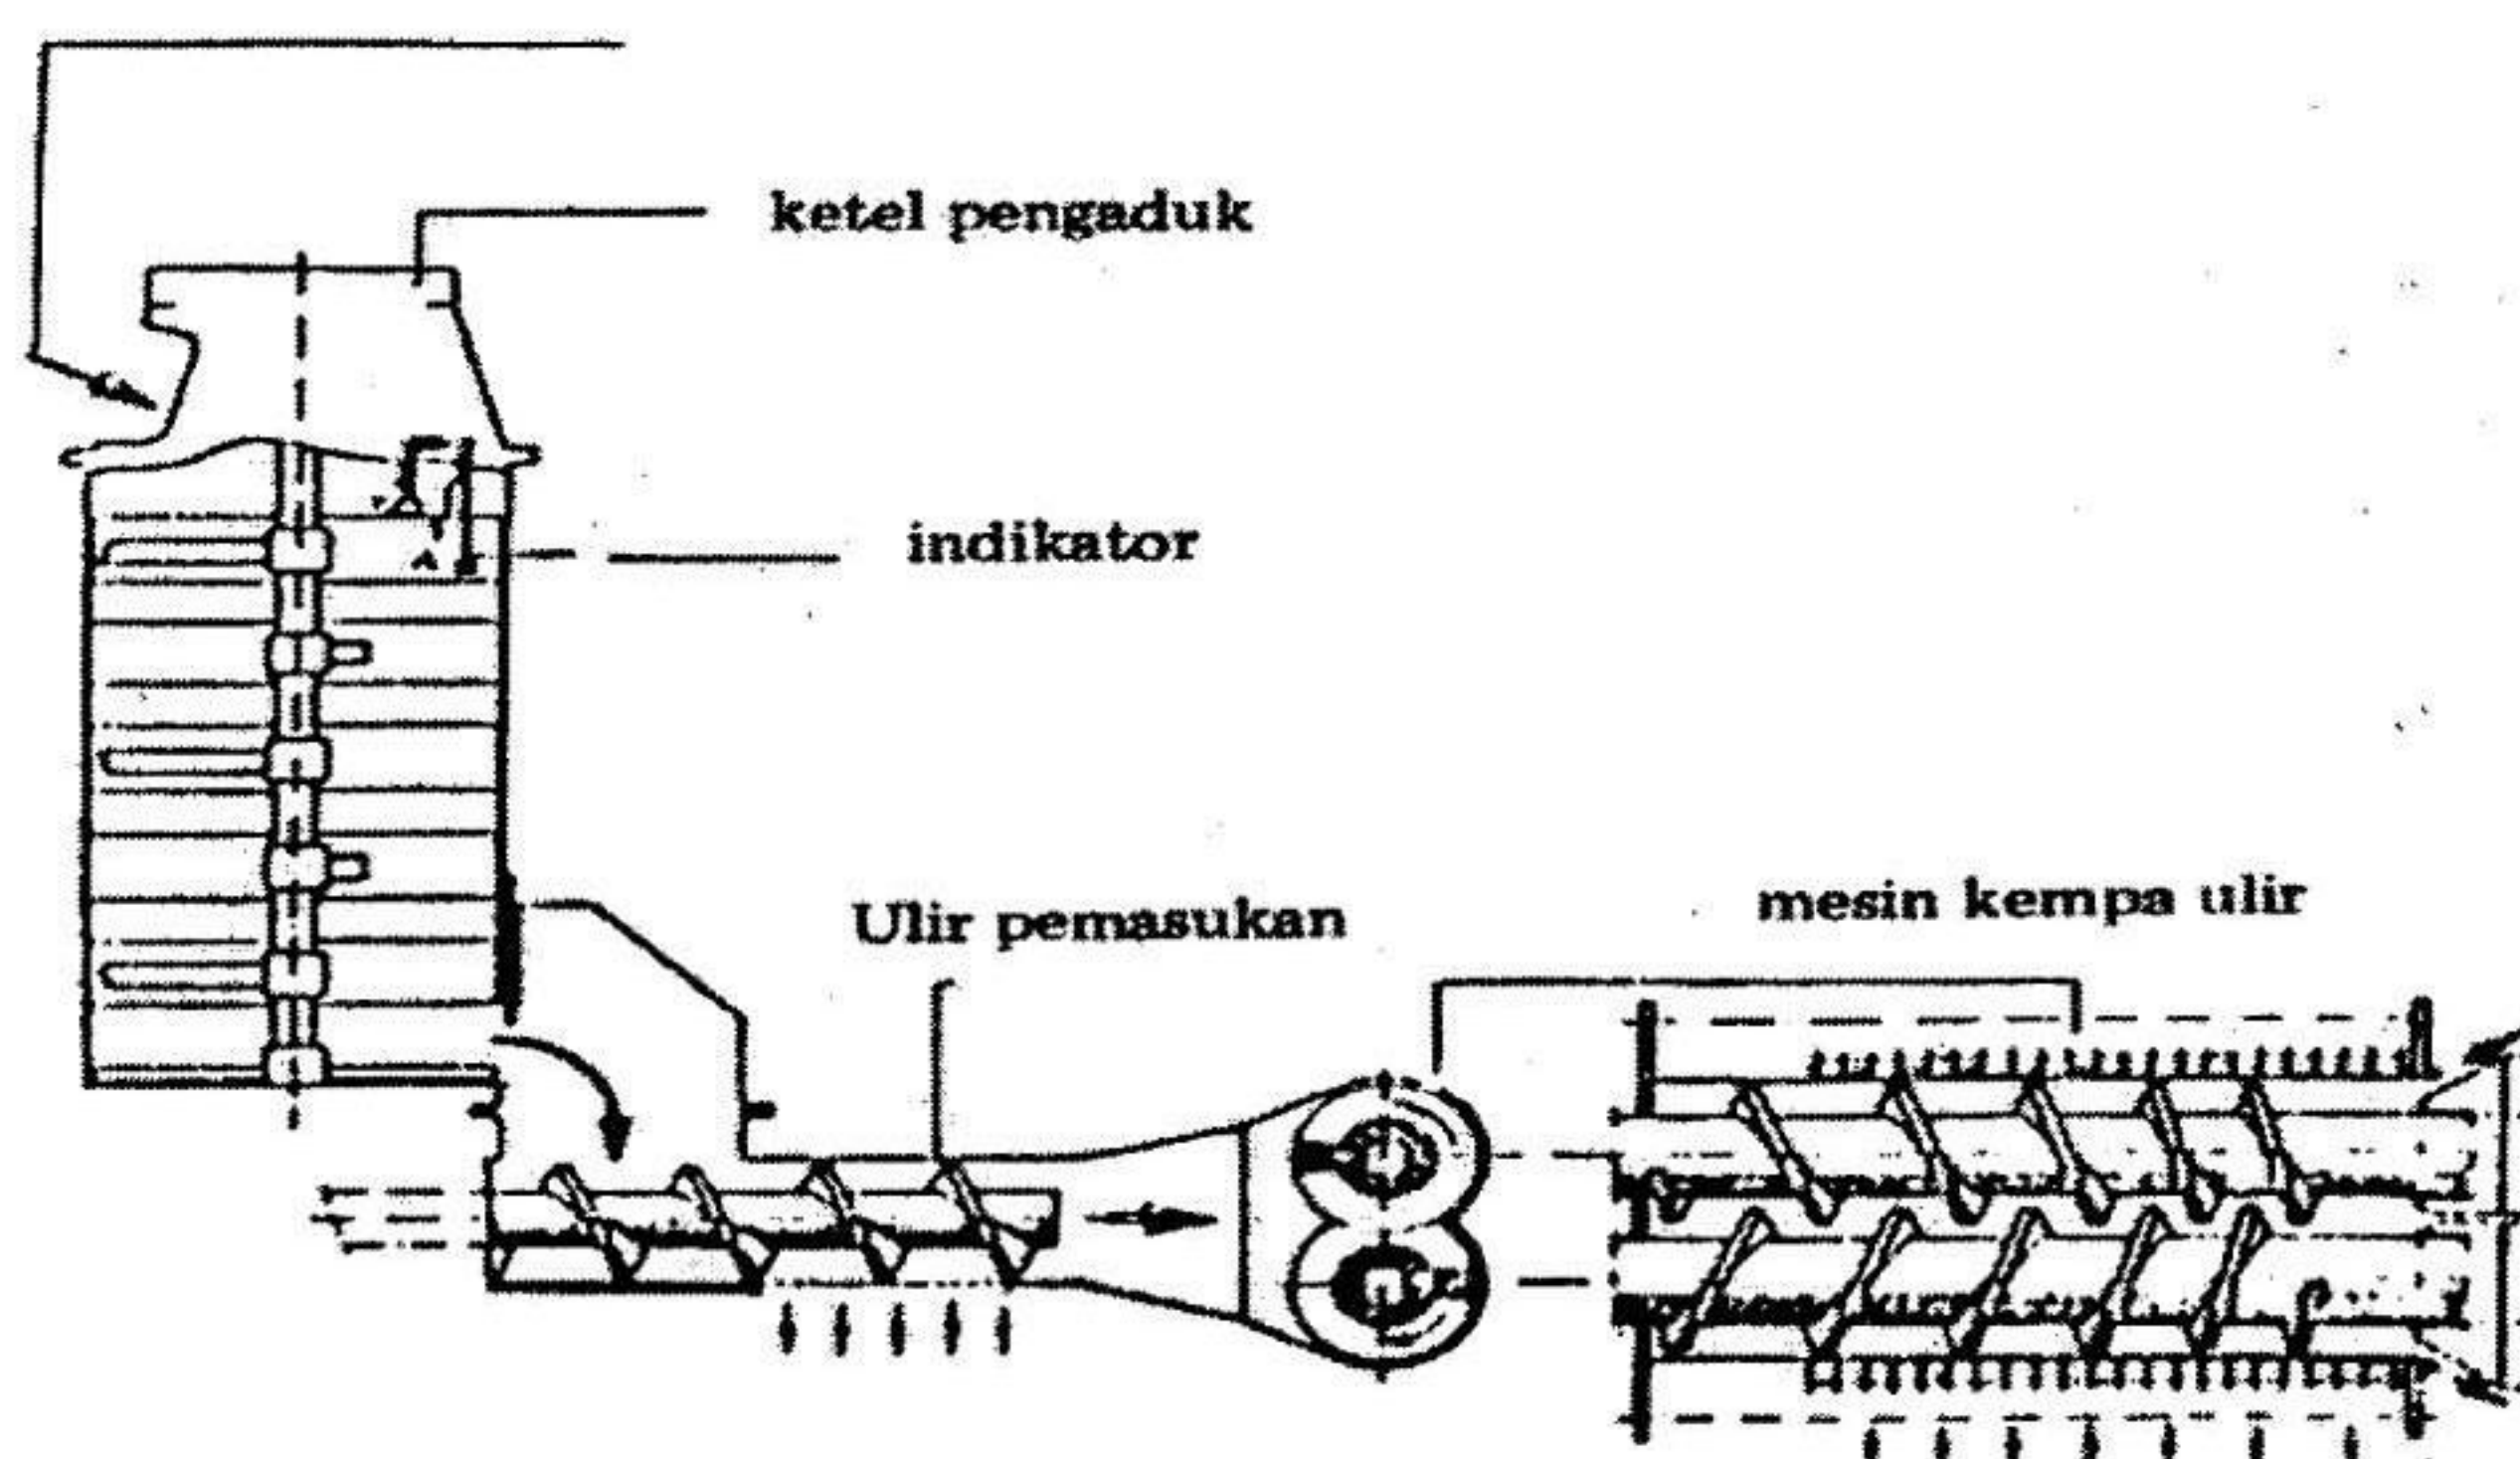 ketel pengaduk
indikator
Ulir pemasukan
mesin kempa ulir